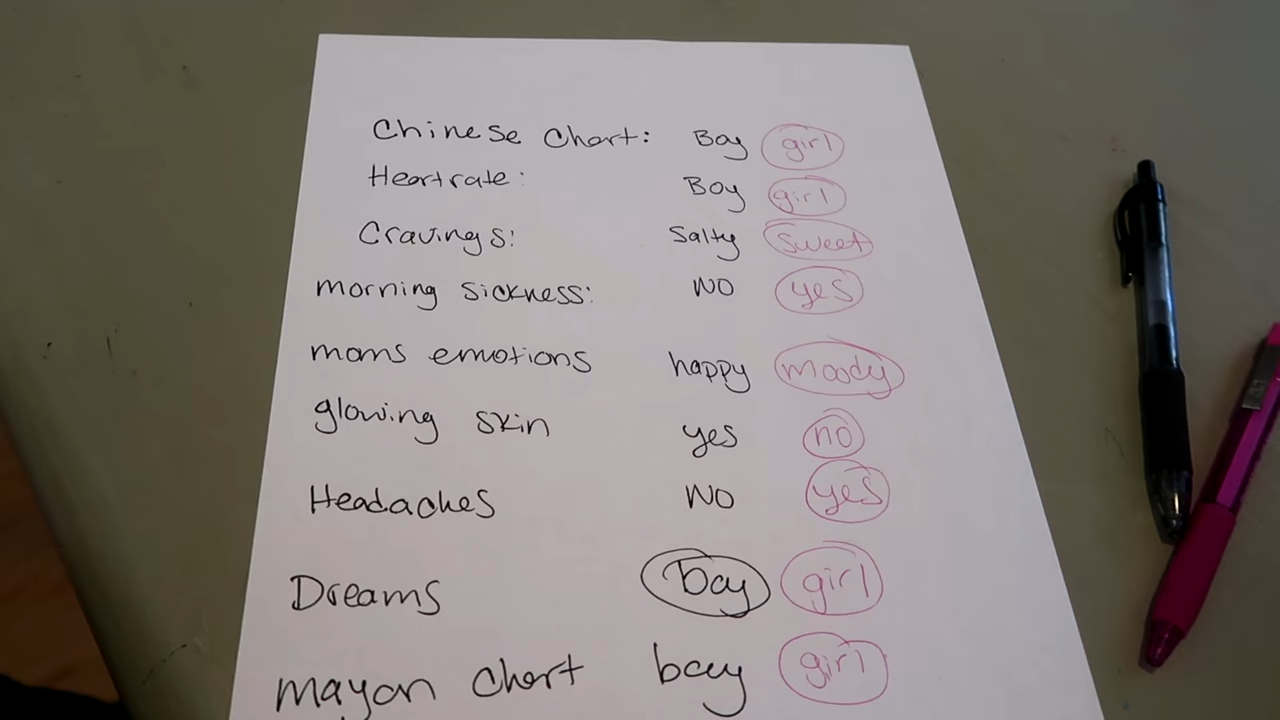 Chinese Chart: Boy girl
Heartrate: Boy girl
Cravings: Salty sweet
morning sickness: NO yes
moms emotions happy moody
glowing skin yes no
Headaches NO yes
Dreams boy girl
mayan chart boy girl